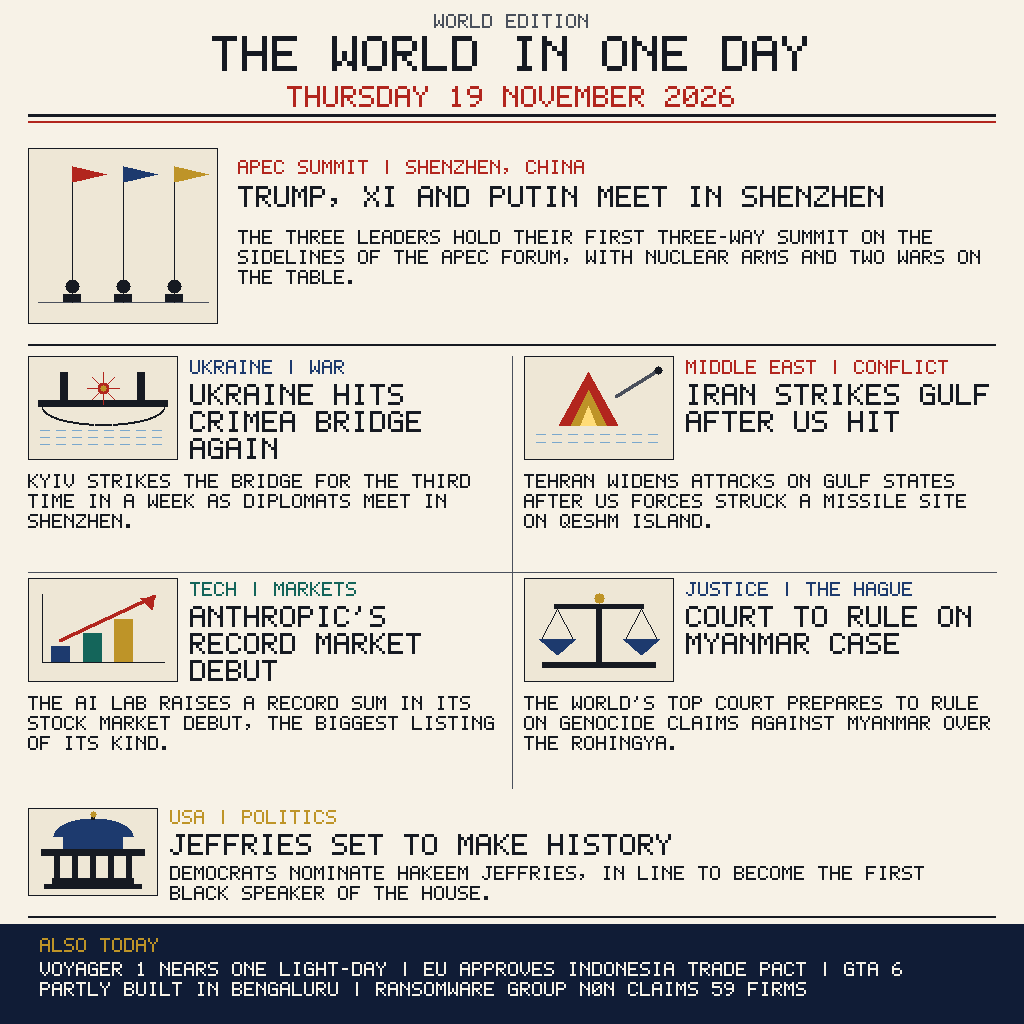 WORLD EDITION
THE WORLD IN ONE DAY
THURSDAY 19 NOVEMBER 2026
APEC SUMMIT | SHENZHEN, CHINA
TRUMP, XI AND PUTIN MEET IN SHENZHEN
THE THREE LEADERS HOLD THEIR FIRST THREE-WAY SUMMIT ON THE
SIDELINES OF THE APEC FORUM, WITH NUCLEAR ARMS AND TWO WARS ON
THE TABLE.
UKRAINE | WAR
UKRAINE HITS
CRIMEA BRIDGE
AGAIN
KYIV STRIKES THE BRIDGE FOR THE THIRD
TIME IN A WEEK AS DIPLOMATS MEET IN
SHENZHEN.
MIDDLE EAST | CONFLICT
IRAN STRIKES GULF
AFTER US HIT
TEHRAN WIDENS ATTACKS ON GULF STATES
AFTER US FORCES STRUCK A MISSILE SITE
ON QESHM ISLAND.
TECH | MARKETS
ANTHROPIC'S
RECORD MARKET
DEBUT
THE AI LAB RAISES A RECORD SUM IN ITS
STOCK MARKET DEBUT, THE BIGGEST LISTING
OF ITS KIND.
JUSTICE | THE HAGUE
COURT TO RULE ON
MYANMAR CASE
THE WORLD'S TOP COURT PREPARES TO RULE
ON GENOCIDE CLAIMS AGAINST MYANMAR OVER
THE ROHINGYA.
USA | POLITICS
JEFFRIES SET TO MAKE HISTORY
DEMOCRATS NOMINATE HAKEEM JEFFRIES, IN LINE TO BECOME THE FIRST
BLACK SPEAKER OF THE HOUSE.
ALSO TODAY
VOYAGER 1 NEARS ONE LIGHT-DAY | EU APPROVES INDONESIA TRADE PACT | GTA 6
PARTLY BUILT IN BENGALURU | RANSOMWARE GROUP N0N CLAIMS 59 FIRMS